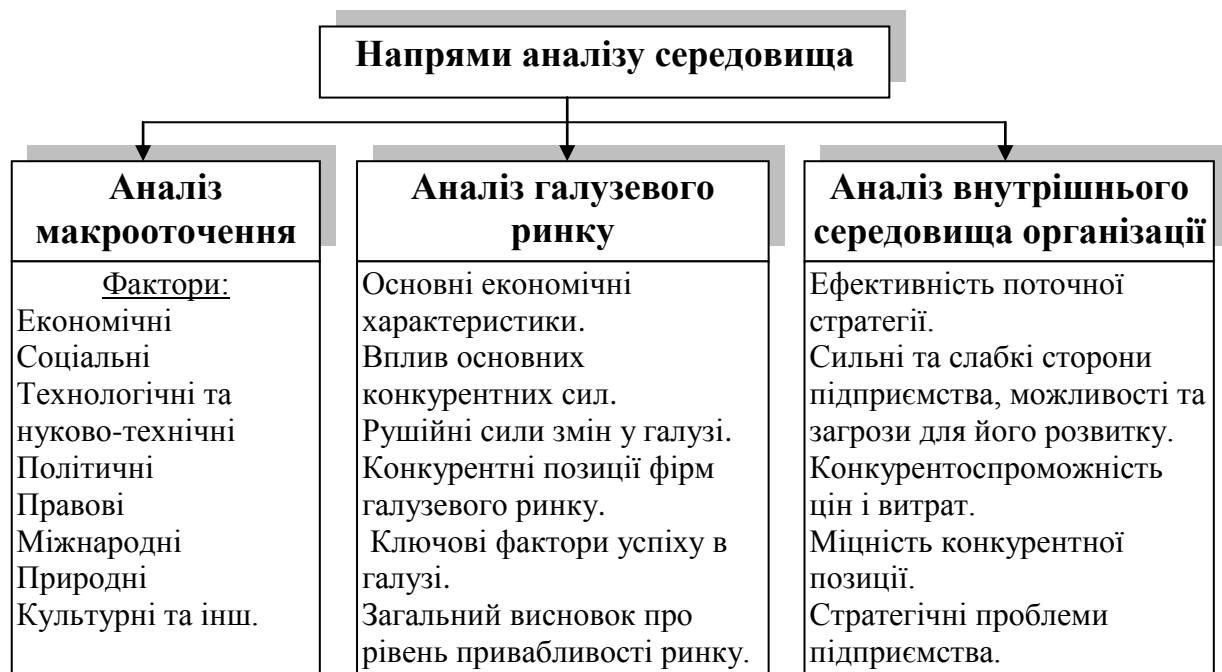 Напрями аналізу середовища
Аналіз
макрооточення
Фактори:
Економічні
Соціальні
Технологічні та
нуково-технічні
Політичні
Правові
Міжнародні
Природні
Культурні та інш.
Аналіз галузевого
ринку
Основні економічні
характеристики.
Вплив основних
конкурентних сил.
Рушійні сили змін у галузі.
Конкурентні позиції фірм
галузевого ринку.
Ключові фактори успіху в
галузі.
Загальний висновок про
рівень привабливості ринку.
Аналіз внутрішнього
середовища організації
Ефективність поточної
стратегії.
Сильні та слабкі сторони
підприємства, можливості та
загрози для його розвитку.
Конкурентоспроможність
цін і витрат.
Міцність конкурентної
позиції.
Стратегічні проблеми
підприємства.